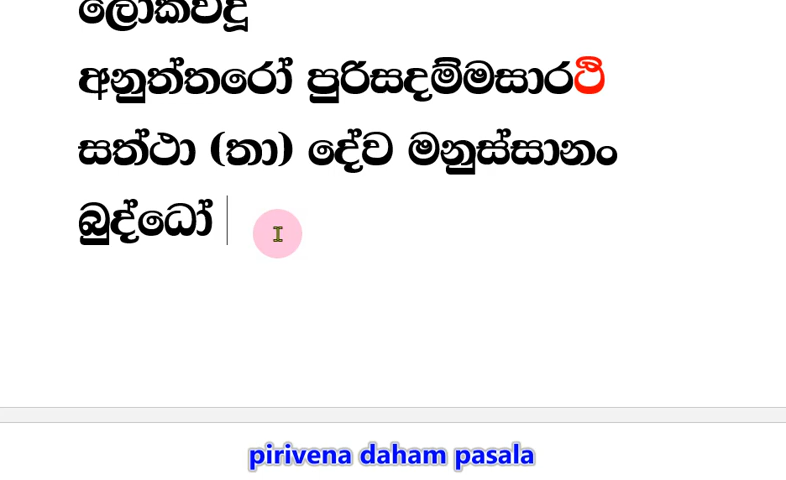 ලොකවිදූ
අනුත්තරෝ පුරිසදම්මසාරථි
සත්ථා (තා) දේව මනුස්සානං
බුද්ධෝ
pirivena daham pasala